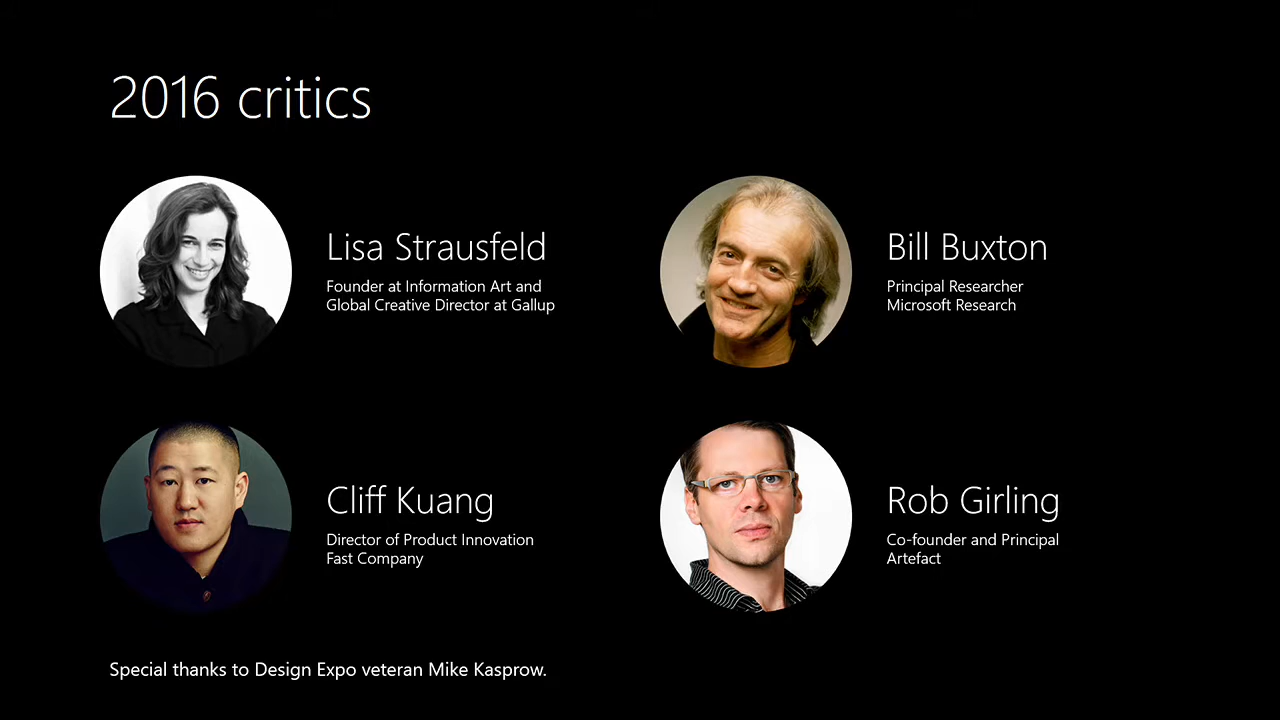 2016 critics
Lisa Strausfeld
Founder at Information Art and
Global Creative Director at Gallup
Bill Buxton
Principal Researcher
Microsoft Research
Cliff Kuang
Director of Product Innovation
Fast Company
Rob Girling
Co-founder and Principal
Artefact
Special thanks to Design Expo veteran Mike Kasprow.